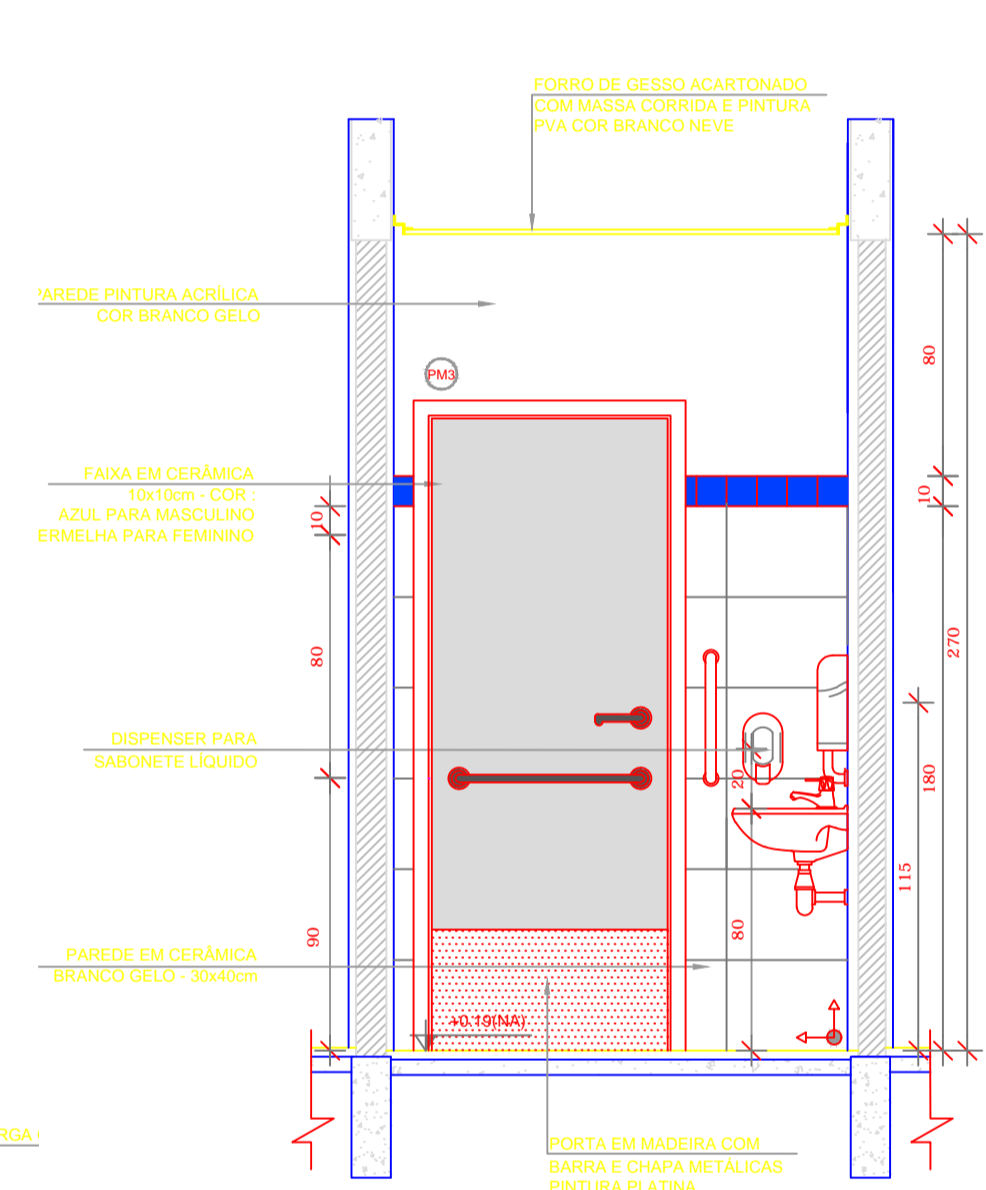 FORRO DE GESSO ACARTONADO
COM MASSA CORRIDA E PINTURA
PVA COR BRANCO NEVE
PAREDE PINTURA ACRÍLICA
COR BRANCO GELO
PM3
80
FAIXA EM CERÂMICA
10x10cm - COR :
AZUL PARA MASCULINO
ERMELHA PARA FEMININO
10
10
80
270
DISPENSER PARA
SABONETE LÍQUIDO
20
180
115
90
80
PAREDE EM CERÂMICA
BRANCO GELO - 30x40cm
+0.19(NA)
RGA
PORTA EM MADEIRA COM
BARRA E CHAPA METÁLICAS
PINTURA PLATINA